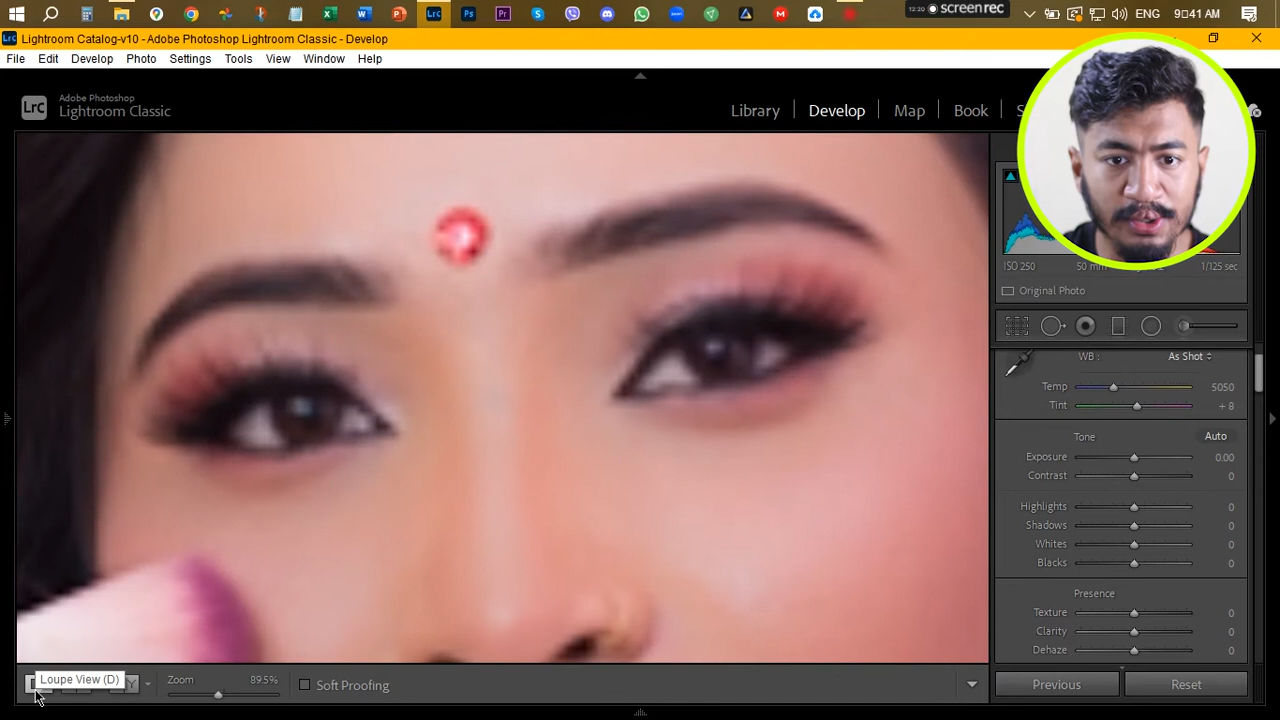 12:20
screenrec
ENG
9:41 AM
Lightroom Catalog-v10 - Adobe Photoshop Lightroom Classic - Develop
File Edit Develop Photo Settings Tools View Window Help
Lrc
Adobe Photoshop
Lightroom Classic
Library Develop Map Book
ISO 250 50 mm 1/125 sec
Original Photo
WB : As Shot
Temp 5050
Tint + 8
Tone Auto
Exposure 0.00
Contrast 0
Highlights 0
Shadows 0
Whites 0
Blacks 0
Presence
Texture 0
Clarity 0
Dehaze 0
Loupe View (D)
Y
Zoom 89.5%
Soft Proofing
Previous Reset